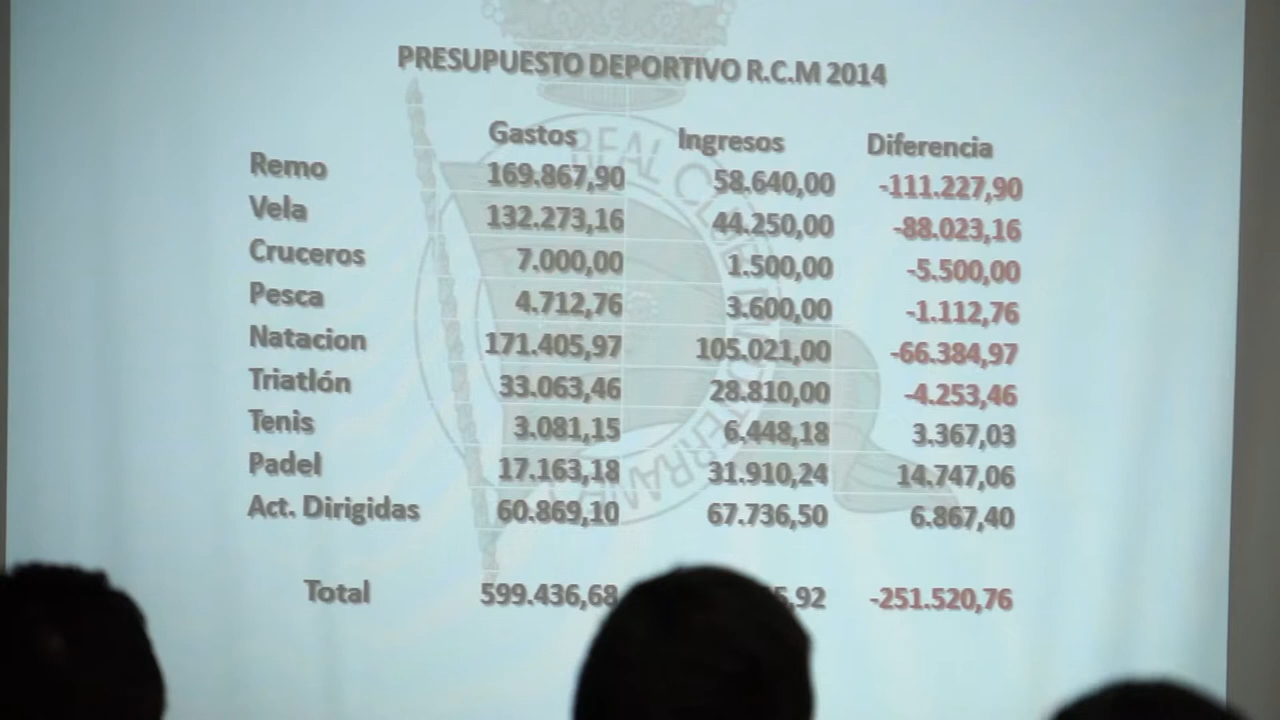 PRESUPUESTO DEPORTIVO R.C.M 2014
Gastos Ingresos Diferencia
Remo 169.867,90 58.640,00 -111.227,90
Vela 132.273,16 44.250,00 -88.023,16
Cruceros 7.000,00 1.500,00 -5.500,00
Pesca 4.712,76 3.600,00 -1.112,76
Natacion 171.405,97 105.021,00 -66.384,97
Triatlón 33.063,46 28.810,00 -4.253,46
Tenis 3.081,15 6.448,18 3.367,03
Padel 17.163,18 31.910,24 14.747,06
Act. Dirigidas 60.869,10 67.736,50 6.867,40
Total 599.436,68 5,92 -251.520,76
REAL CLUB